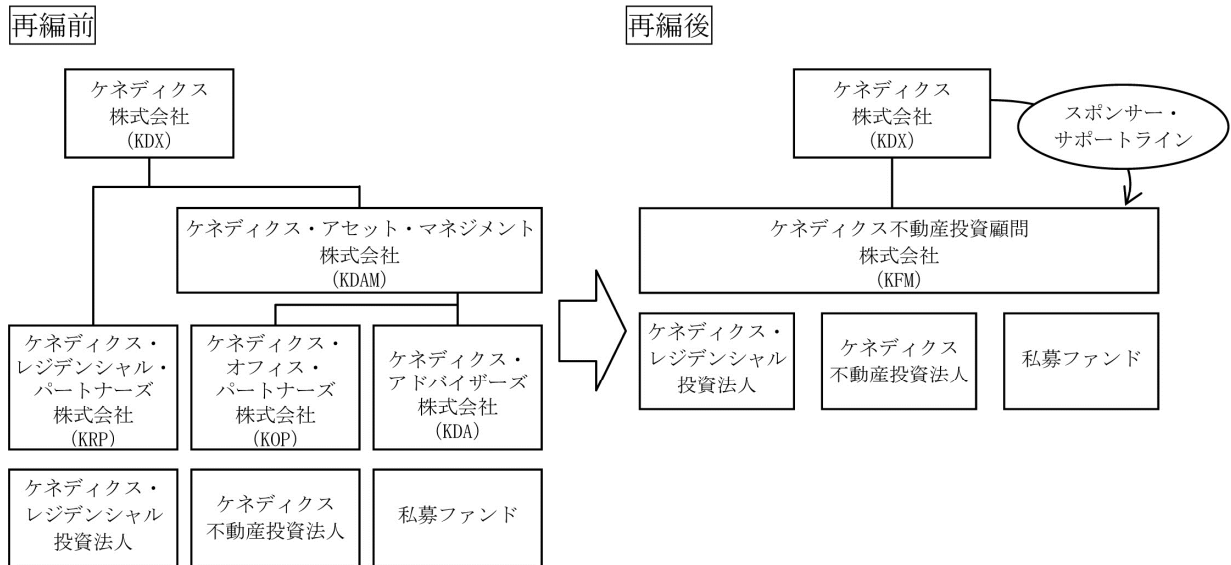 再編前
ケネディクス
株式会社
(KDX)
ケネディクス・アセット・マネジメント
株式会社
(KDAM)
ケネディクス・
レジデンシャル・
パートナーズ
株式会社
(KRP)
ケネディクス・
オフィス・
パートナーズ
株式会社
(KOP)
ケネディクス・
アドバイザーズ
株式会社
(KDA)
ケネディクス・
レジデンシャル
投資法人
ケネディクス
不動産投資法人
私募ファンド
再編後
ケネディクス
株式会社
(KDX)
スポンサー・
サポートライン
ケネディクス不動産投資顧問
株式会社
(KFM)
ケネディクス・
レジデンシャル
投資法人
ケネディクス
不動産投資法人
私募ファンド